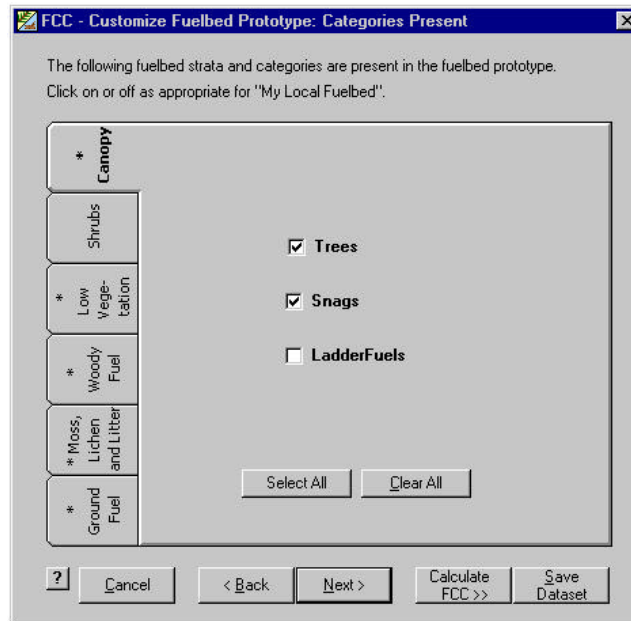 FCC - Customize Fuelbed Prototype: Categories Present
The following fuelbed strata and categories are present in the fuelbed prototype.
Click on or off as appropriate for "My Local Fuelbed".
*
Canopy
Shrubs
*
Low
Vege-
tation
*
Woody
Fuel
* Moss,
Lichen
and Litter
*
Ground
Fuel
Trees
Snags
LadderFuels
Select All
Clear All
?
Cancel
< Back
Next >
Calculate
FCC >>
Save
Dataset